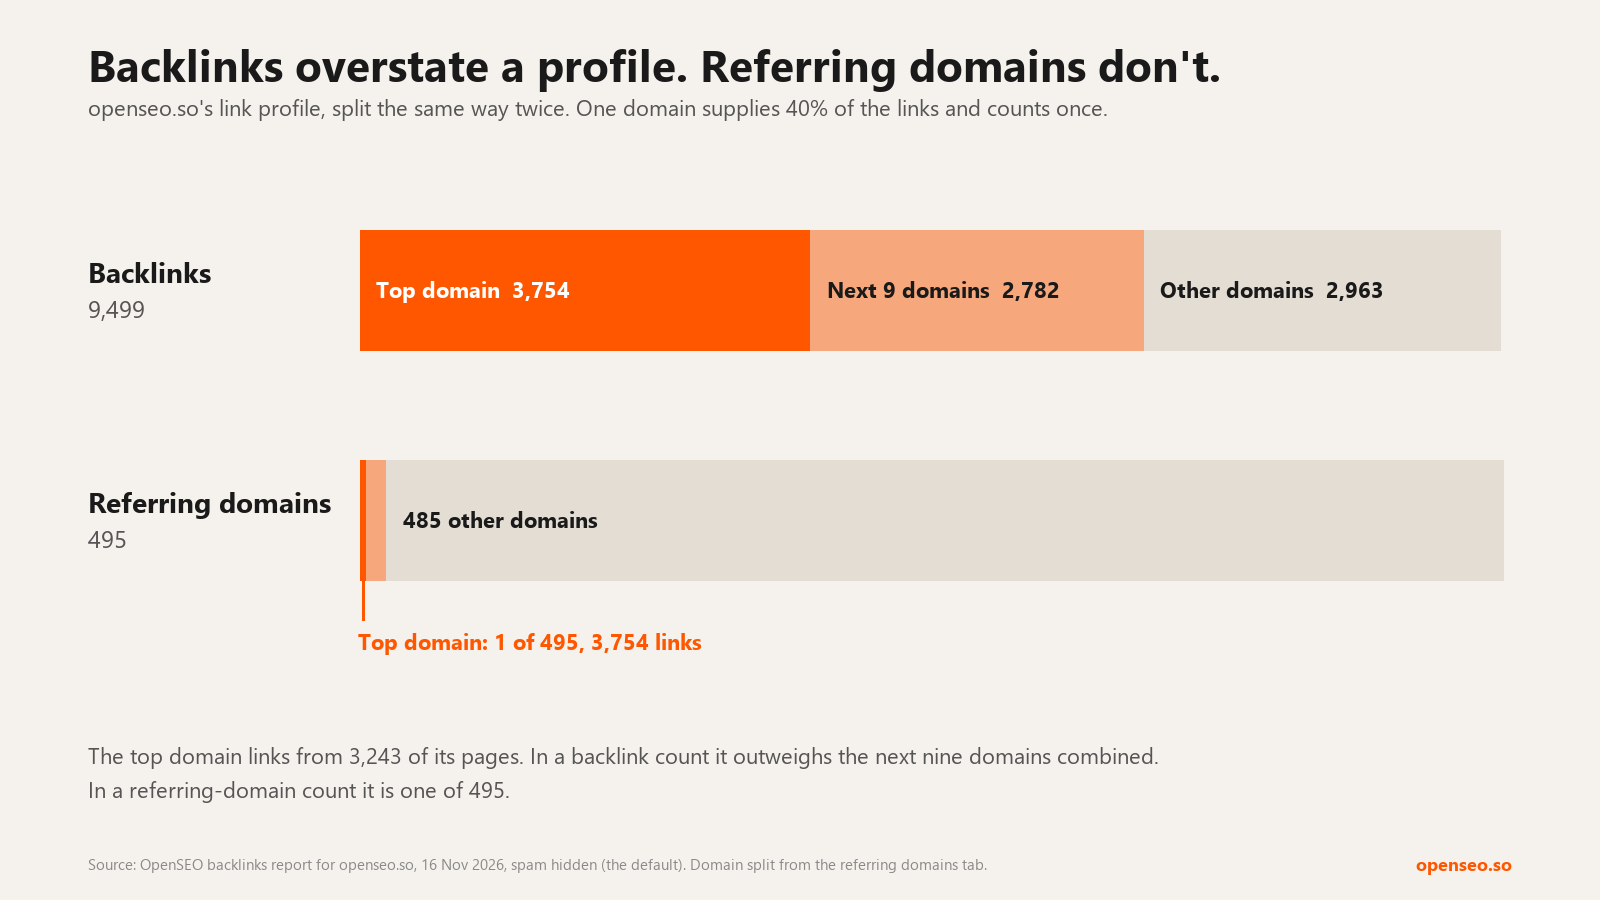 Backlinks overstate a profile. Referring domains don't.
openseo.so's link profile, split the same way twice. One domain supplies 40% of the links and counts once.
Backlinks
9,499
Top domain 3,754
Next 9 domains 2,782
Other domains 2,963
Referring domains
495
485 other domains
Top domain: 1 of 495, 3,754 links
The top domain links from 3,243 of its pages. In a backlink count it outweighs the next nine domains combined.
In a referring-domain count it is one of 495.
Source: OpenSEO backlinks report for openseo.so, 16 Nov 2026, spam hidden (the default). Domain split from the referring domains tab.
openseo.so